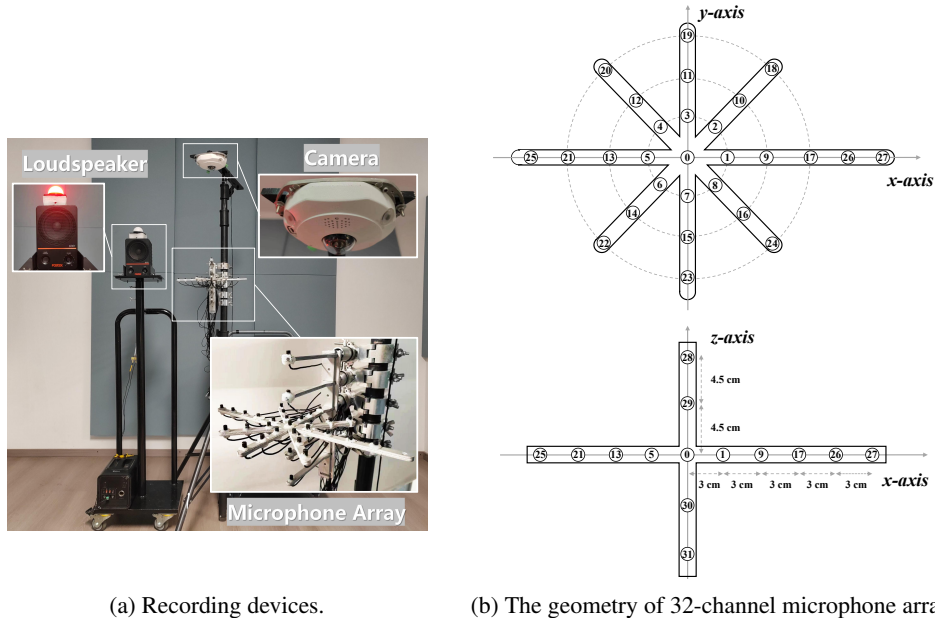 Loudspeaker
Camera
Microphone Array
(a) Recording devices.
y-axis
19
20
18
11
12
10
3
4
2
25
21
13
5
0
1
9
17
26
27
x-axis
6
8
7
14
16
15
22
24
23
z-axis
28
4.5 cm
29
4.5 cm
25
21
13
5
0
1
9
17
26
27
3 cm
3 cm
3 cm
3 cm
3 cm
x-axis
30
31
(b) The geometry of 32-channel microphone arra